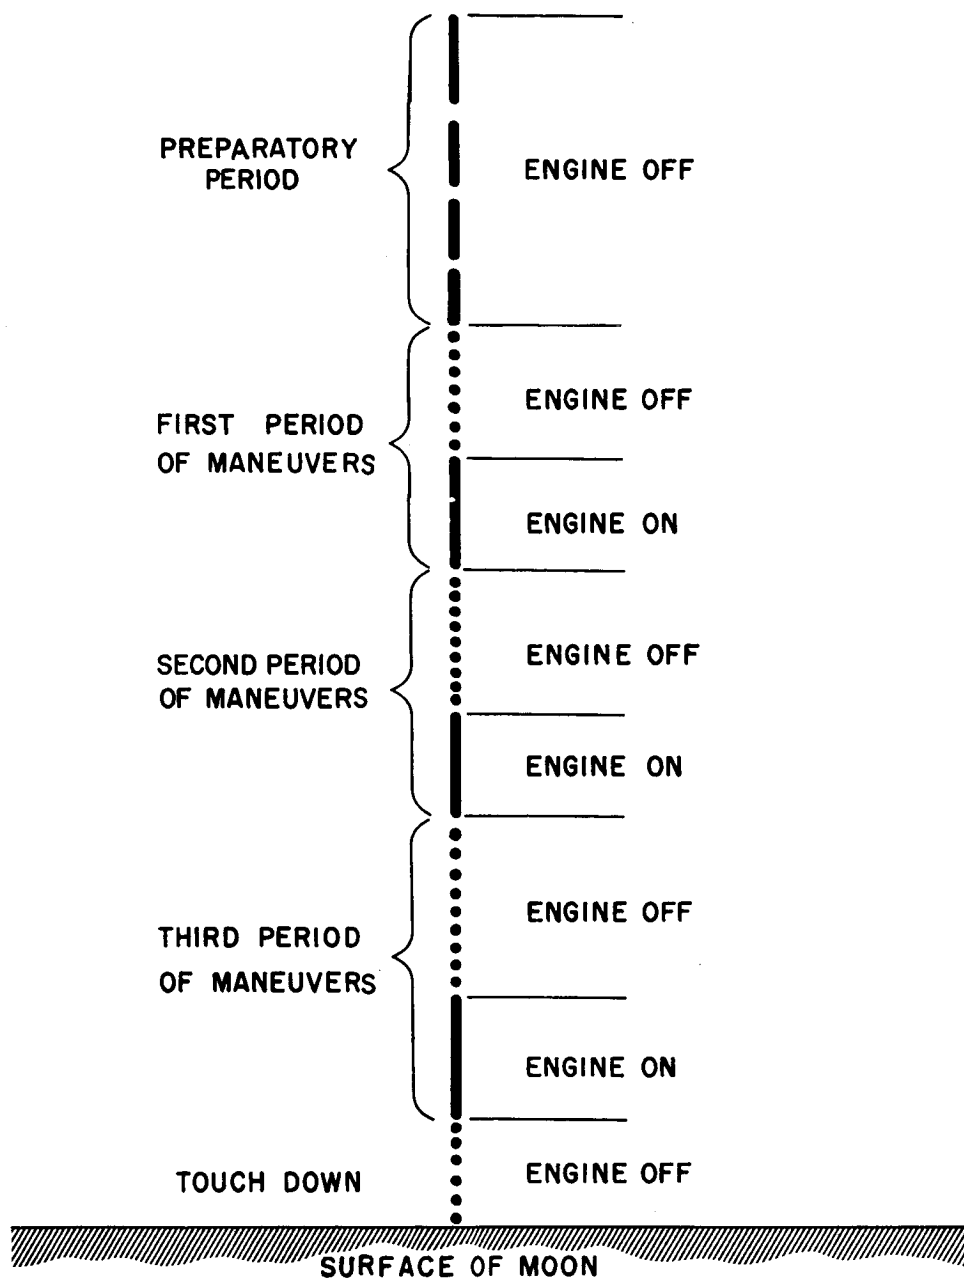 PREPARATORY
PERIOD
ENGINE OFF
FIRST PERIOD
OF MANEUVERS
ENGINE OFF
ENGINE ON
SECOND PERIOD
OF MANEUVERS
ENGINE OFF
ENGINE ON
THIRD PERIOD
OF MANEUVERS
ENGINE OFF
ENGINE ON
TOUCH DOWN
ENGINE OFF
SURFACE OF MOON